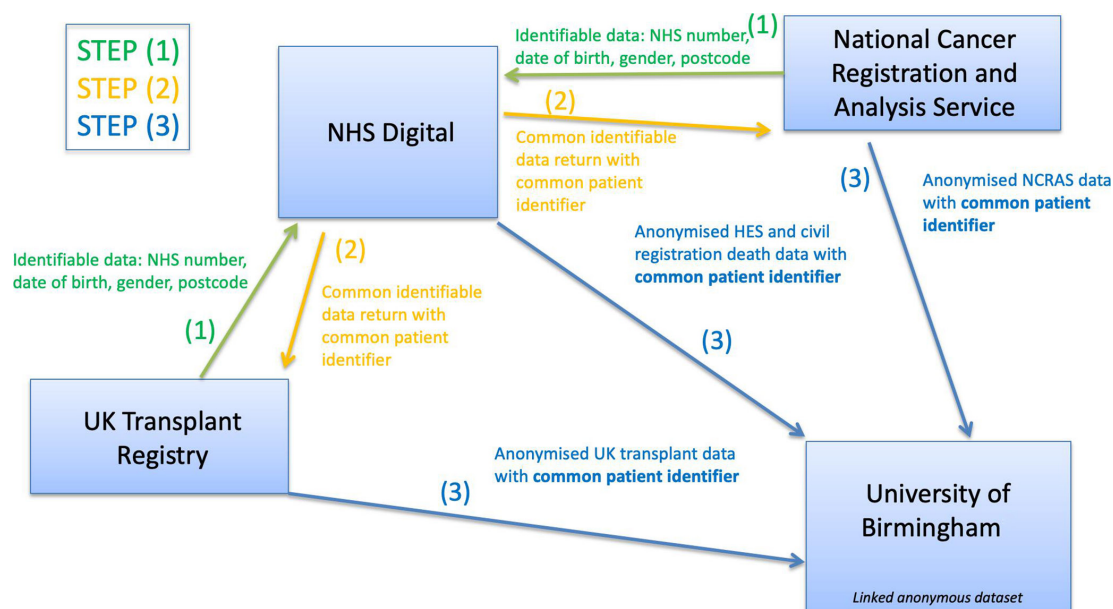 STEP (1)
STEP (2)
STEP (3)
Identifiable data: NHS number,
date of birth, gender, postcode
(1)
National Cancer
Registration and
Analysis Service
NHS Digital
(2)
Common identifiable
data return with
common patient
identifier
(3)
Anonymised NCRAS data
with common patient
identifier
Anonymised HES and civil
registration death data with
common patient identifier
(3)
Identifiable data: NHS number,
date of birth, gender, postcode
(1)
(2)
Common identifiable
data return with
common patient
identifier
UK Transplant
Registry
Anonymised UK transplant data
with common patient identifier
(3)
University of
Birmingham
Linked anonymous dataset